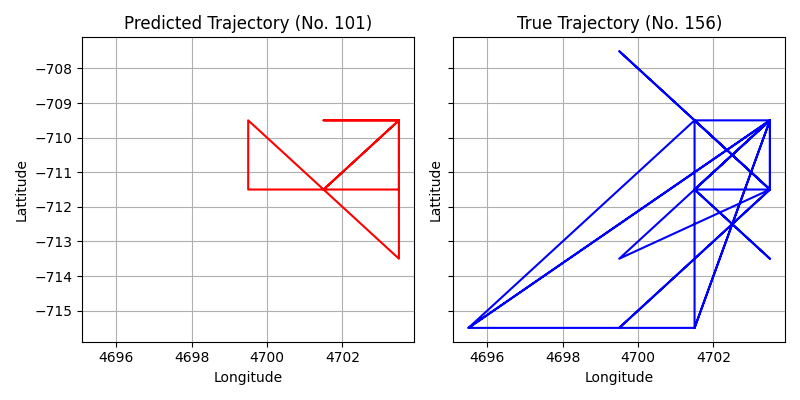 Predicted Trajectory (No. 101)
True Trajectory (No. 156)
−708
−709
−710
−711
−712
−713
−714
−715
Lattitude
Lattitude
4696 4698 4700 4702
4696 4698 4700 4702
Longitude
Longitude